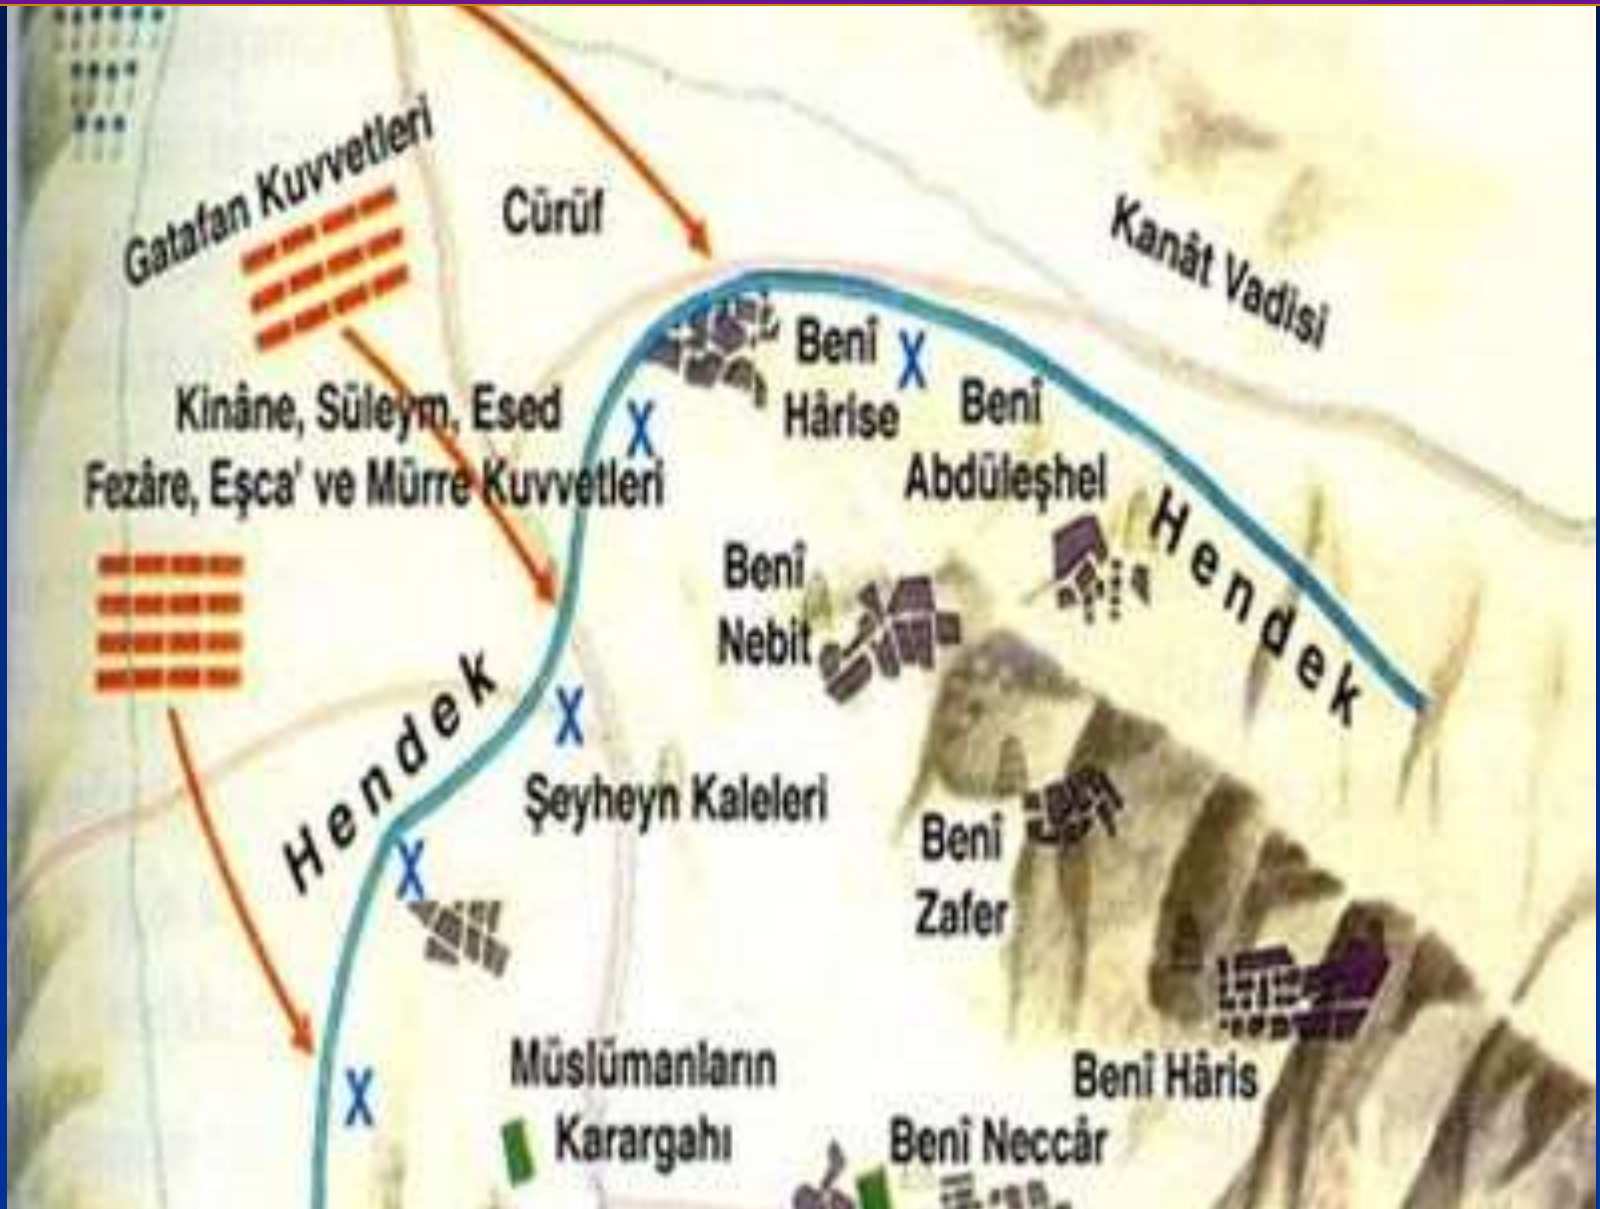 Gatafan Kuvvetleri
Cürüf
Kanât Vadisi
Kinâne, Süleym, Esed
Fezâre, Eşca' ve Mürre Kuvvetleri
Benî
Hârise
X
X
Benî
Abdüleşhel
Hendek
Benî
Nebit
Hendek
X
Şeyheyn Kaleleri
X
Benî
Zafer
Müslümanların
Karargahı
X
Benî Hâris
Benî Neccâr